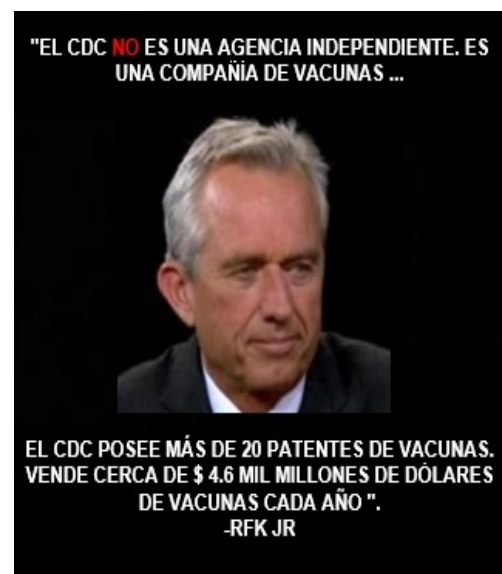 "EL CDC NO ES UNA AGENCIA INDEPENDIENTE. ES
UNA COMPAÑÍA DE VACUNAS ...
EL CDC POSEE MÁS DE 20 PATENTES DE VACUNAS.
VENDE CERCA DE $ 4.6 MIL MILLONES DE DÓLARES
DE VACUNAS CADA AÑO ".
-RFK JR